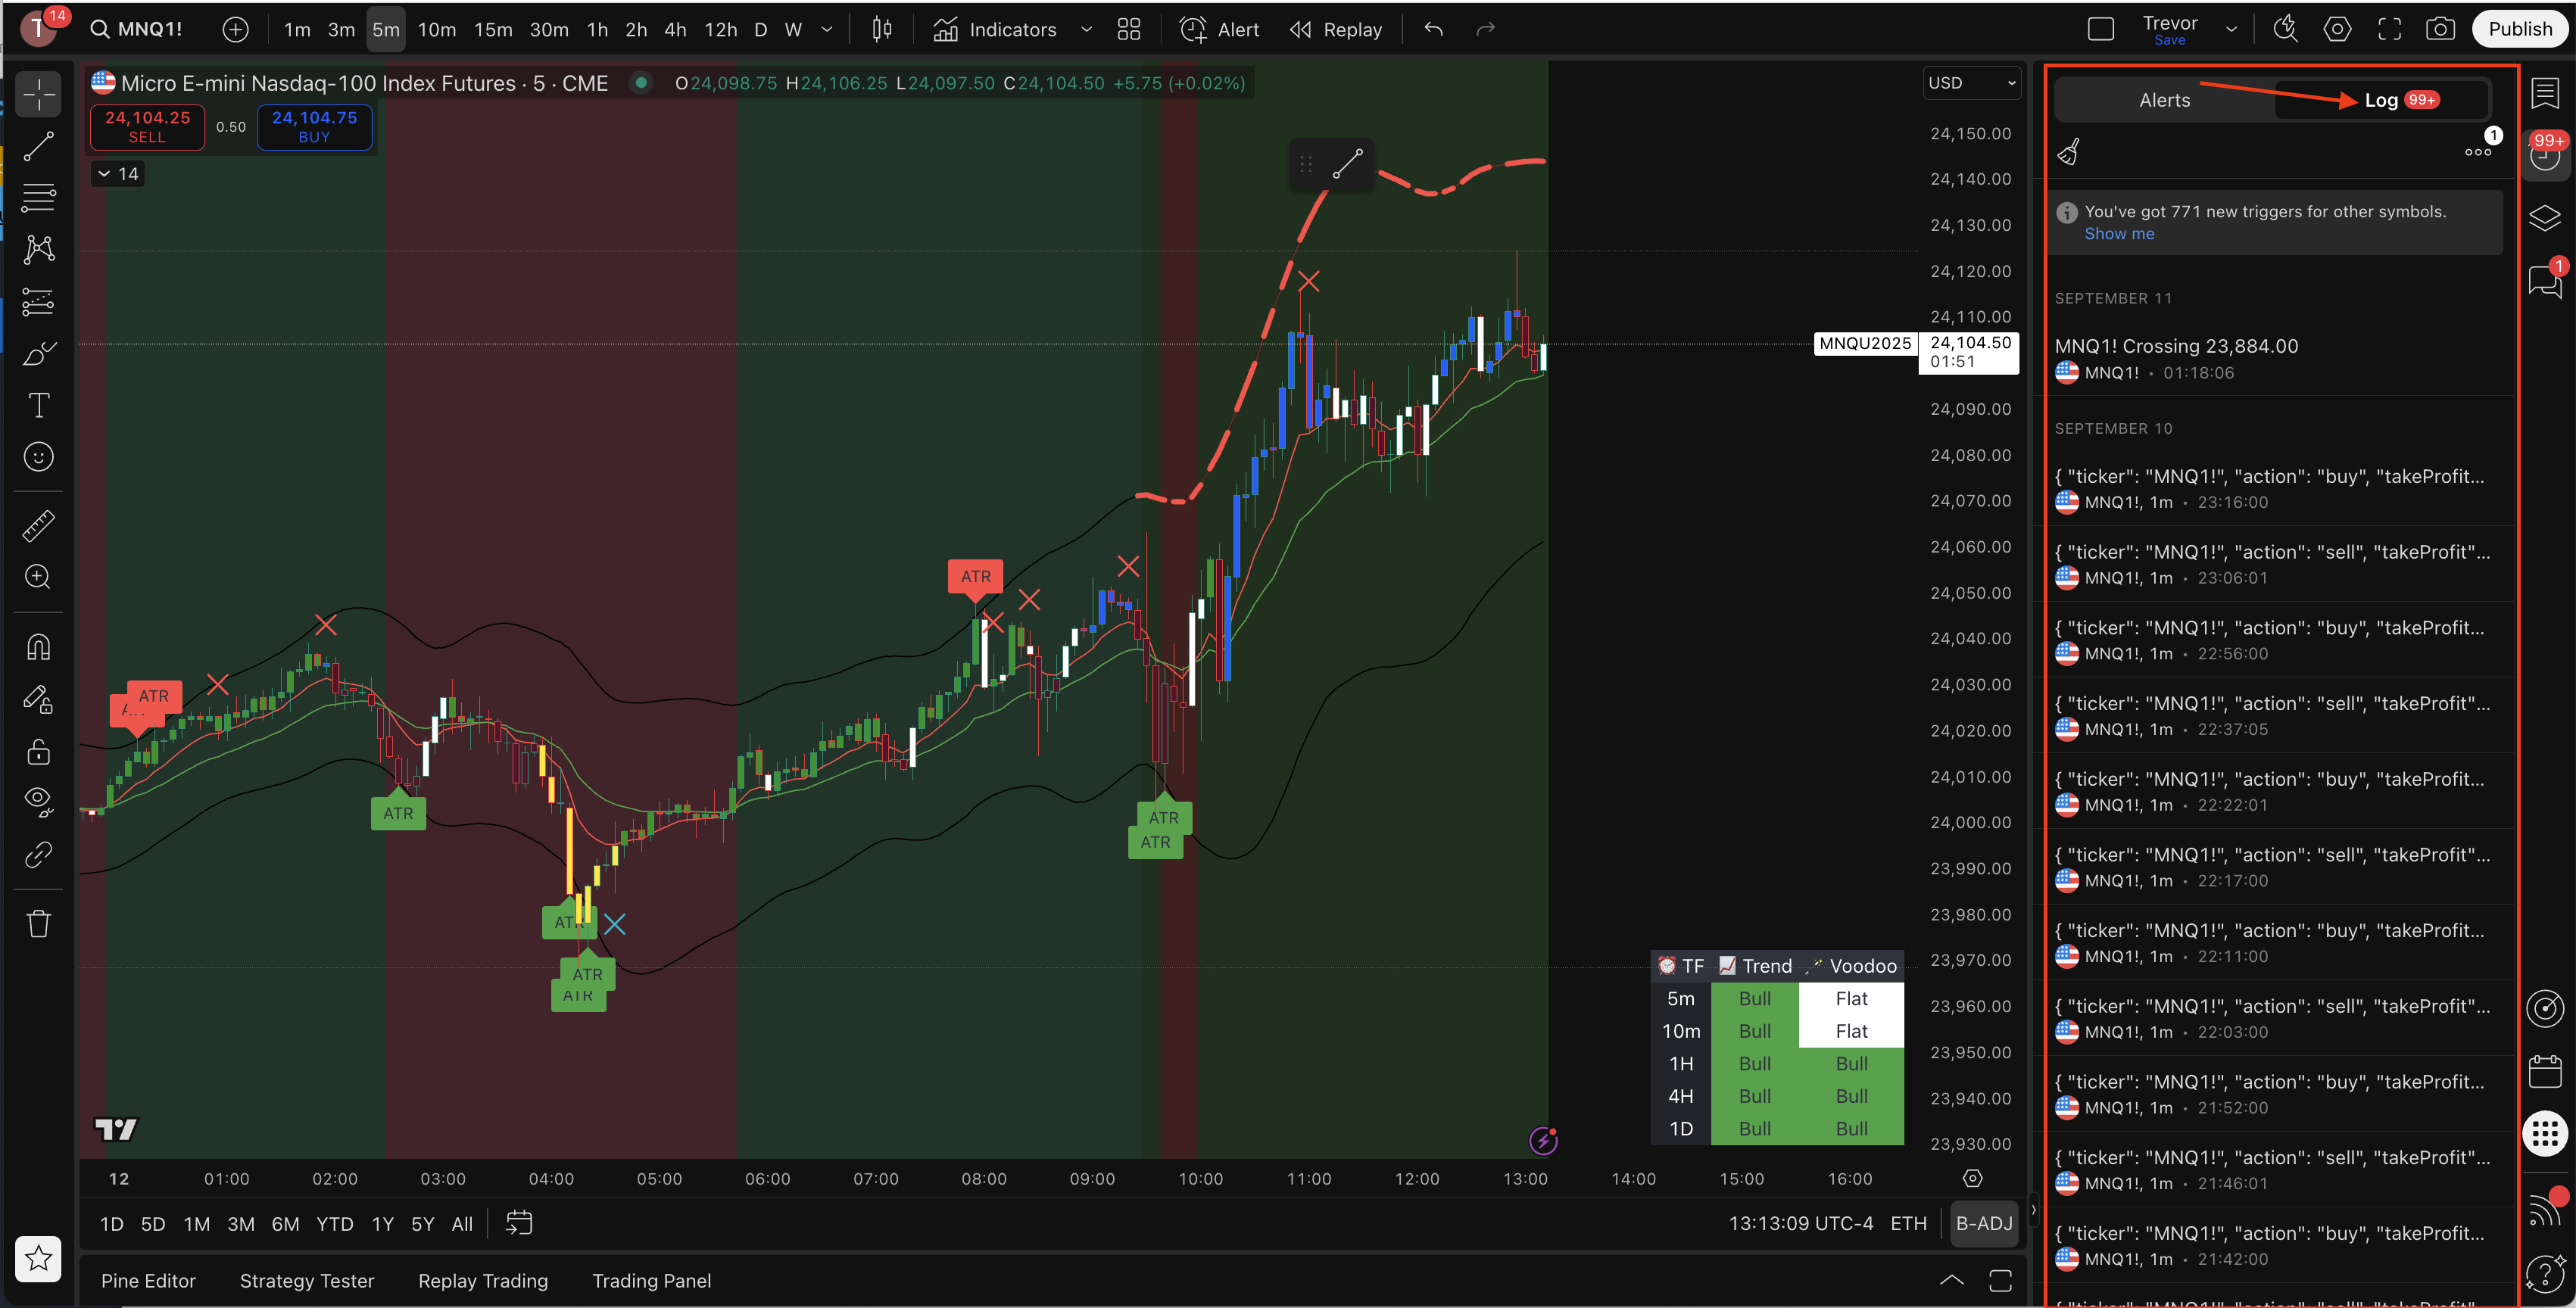 T 14 MNQ1! 1m 3m 5m 10m 15m 30m 1h 2h 4h 12h D W Indicators Alert Replay Trevor Save Publish
Micro E-mini Nasdaq-100 Index Futures · 5 · CME O24,098.75 H24,106.25 L24,097.50 C24,104.50 +5.75 (+0.02%)
24,104.25 SELL
0.50
24,104.75 BUY
14
USD
24,150.00
24,140.00
24,130.00
24,120.00
24,110.00
MNQU2025 24,104.50
01:51
24,090.00
24,080.00
24,070.00
24,060.00
24,050.00
24,040.00
24,030.00
24,020.00
24,010.00
24,000.00
23,990.00
23,980.00
23,970.00
23,960.00
23,950.00
23,940.00
23,930.00
ATR
A...
ATR
ATR
ATR
ATR
ATR
ATR
ATR
ATR
TF Trend Voodoo
5m Bull Flat
10m Bull Flat
1H Bull Bull
4H Bull Bull
1D Bull Bull
12 01:00 02:00 03:00 04:00 05:00 06:00 07:00 08:00 09:00 10:00 11:00 12:00 13:00 14:00 15:00 16:00
1D 5D 1M 3M 6M YTD 1Y 5Y All
13:13:09 UTC-4 ETH B-ADJ
Pine Editor Strategy Tester Replay Trading Trading Panel
Alerts Log 99+
1
99+
1
You've got 771 new triggers for other symbols.
Show me
SEPTEMBER 11
MNQ1! Crossing 23,884.00
MNQ1! • 01:18:06
SEPTEMBER 10
{ "ticker": "MNQ1!", "action": "buy", "takeProfit...
MNQ1!, 1m • 23:16:00
{ "ticker": "MNQ1!", "action": "sell", "takeProfit"...
MNQ1!, 1m • 23:06:01
{ "ticker": "MNQ1!", "action": "buy", "takeProfit...
MNQ1!, 1m • 22:56:00
{ "ticker": "MNQ1!", "action": "sell", "takeProfit"...
MNQ1!, 1m • 22:37:05
{ "ticker": "MNQ1!", "action": "buy", "takeProfit...
MNQ1!, 1m • 22:22:01
{ "ticker": "MNQ1!", "action": "sell", "takeProfit"...
MNQ1!, 1m • 22:17:00
{ "ticker": "MNQ1!", "action": "buy", "takeProfit...
MNQ1!, 1m • 22:11:00
{ "ticker": "MNQ1!", "action": "sell", "takeProfit"...
MNQ1!, 1m • 22:03:00
{ "ticker": "MNQ1!", "action": "buy", "takeProfit...
MNQ1!, 1m • 21:52:00
{ "ticker": "MNQ1!", "action": "sell", "takeProfit"...
MNQ1!, 1m • 21:46:01
{ "ticker": "MNQ1!", "action": "buy", "takeProfit...
MNQ1!, 1m • 21:42:00